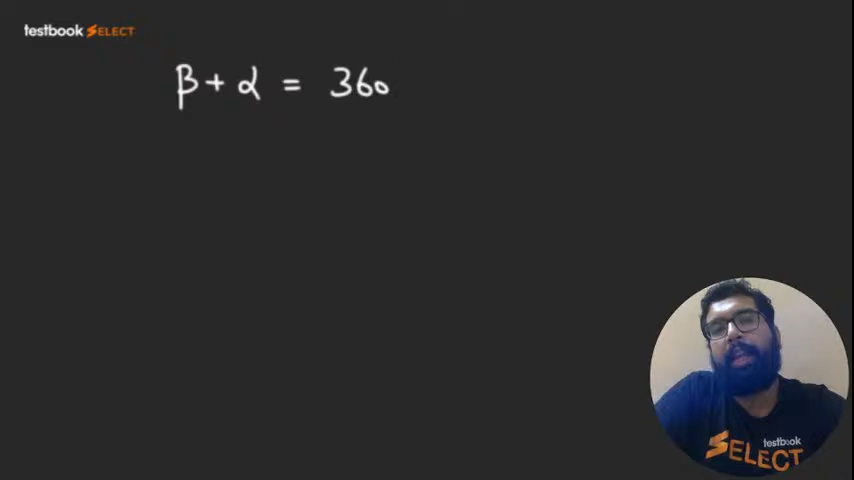 testbook SELECT
β + α = 360
testbook
SELECT